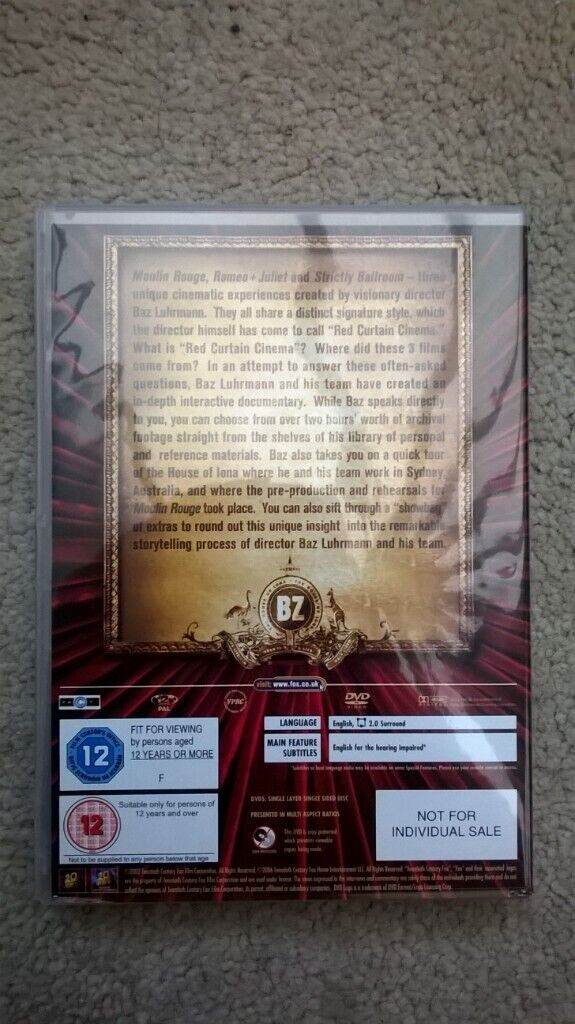 Moulin Rouge, Romeo + Juliet and Strictly Ballroom – three
unique cinematic experiences created by visionary director
Baz Luhrmann. They all share a distinct signature style, which
the director himself has come to call "Red Curtain Cinema."
What is "Red Curtain Cinema"? Where did these 3 films
come from? In an attempt to answer these often-asked
questions, Baz Luhrmann and his team have created an
in-depth interactive documentary. While Baz speaks directly
to you, you can choose from over two hours' worth of archival
footage straight from the shelves of his library of personal
and reference materials. Baz also takes you on a quick tour
of the House of Iona where he and his team work in Sydney,
Australia, and where the pre-production and rehearsals for
Moulin Rouge took place. You can also sift through a "showbag"
of extras to round out this unique insight into the remarkable
storytelling process of director Baz Luhrmann and his team.
BZ
visit: www.fox.co.uk
PAL
VPRC
DVD
VIDEO
LANGUAGE
English, 2.0 Surround
MAIN FEATURE
SUBTITLES
English for the hearing impaired*
12
FIT FOR VIEWING
by persons aged
12 YEARS OR MORE
F
12
Suitable only for persons of
12 years and over
Not to be supplied to any person below that age
DVD5: SINGLE LAYER SINGLE SIDED DISC
PRESENTED IN MULTI ASPECT RATIOS
This DVD is copy protected
NOT FOR
INDIVIDUAL SALE